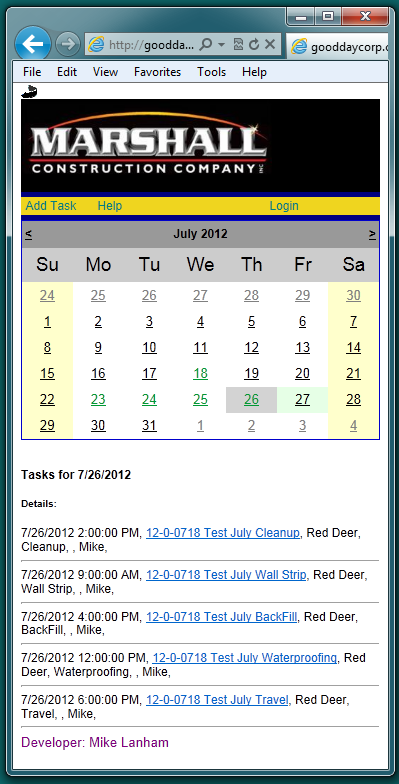 http://goodda...
gooddaycorp.c
File Edit View Favorites Tools Help
MARSHALL
CONSTRUCTION COMPANY INC
Add Task Help Login
< July 2012 >
Su Mo Tu We Th Fr Sa
24 25 26 27 28 29 30
1 2 3 4 5 6 7
8 9 10 11 12 13 14
15 16 17 18 19 20 21
22 23 24 25 26 27 28
29 30 31 1 2 3 4
Tasks for 7/26/2012
Details:
7/26/2012 2:00:00 PM, 12-0-0718 Test July Cleanup, Red Deer,
Cleanup, , Mike,
7/26/2012 9:00:00 AM, 12-0-0718 Test July Wall Strip, Red Deer,
Wall Strip, , Mike,
7/26/2012 4:00:00 PM, 12-0-0718 Test July BackFill, Red Deer,
BackFill, , Mike,
7/26/2012 12:00:00 PM, 12-0-0718 Test July Waterproofing, Red
Deer, Waterproofing, , Mike,
7/26/2012 6:00:00 PM, 12-0-0718 Test July Travel, Red Deer,
Travel, , Mike,
Developer: Mike Lanham